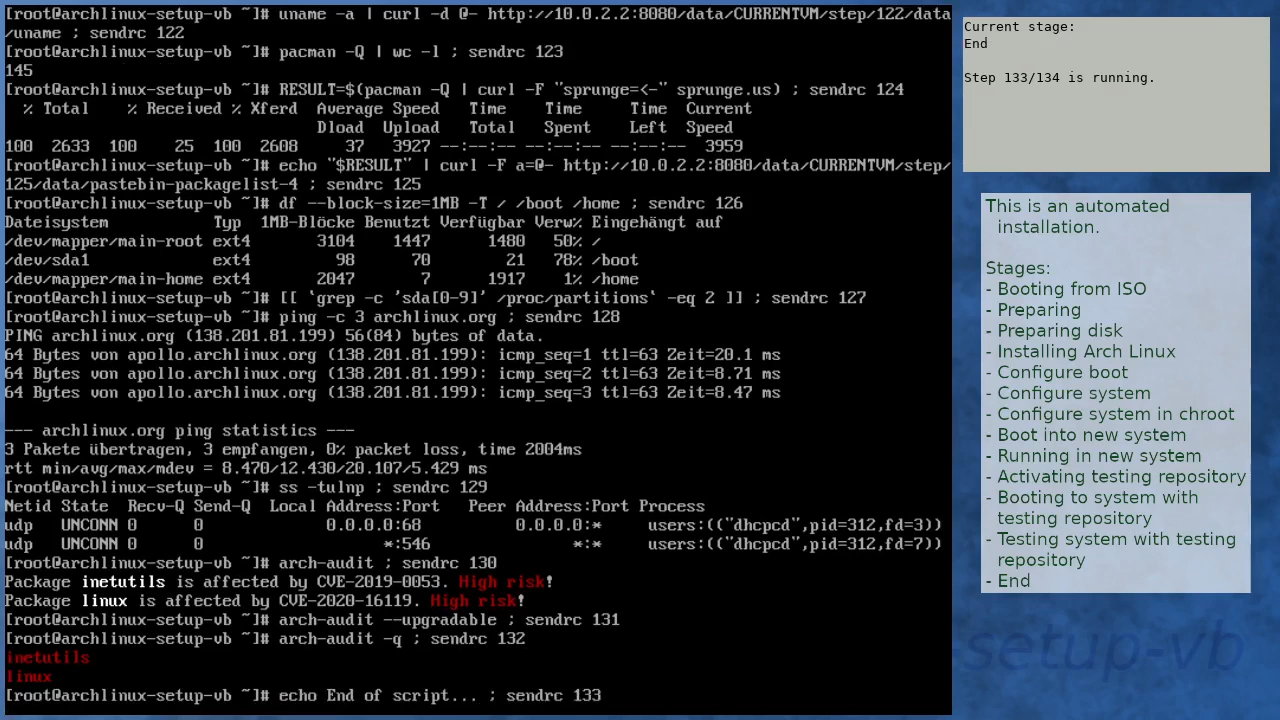 [root@archlinux-setup-vb ~]# uname -a | curl -d @- http://10.0.2.2:8080/data/CURRENTVM/step/122/data
/uname ; sendrc 122
[root@archlinux-setup-vb ~]# pacman -Q | wc -l ; sendrc 123
145
[root@archlinux-setup-vb ~]# RESULT=$(pacman -Q | curl -F "sprunge=<-" sprunge.us) ; sendrc 124
  % Total    % Received % Xferd  Average Speed   Time    Time     Time  Current
                                 Dload  Upload   Total   Spent    Left  Speed
100  2633  100    25  100  2608     37   3927 --:--:-- --:--:-- --:--:--  3959
[root@archlinux-setup-vb ~]# echo "$RESULT" | curl -F a=@- http://10.0.2.2:8080/data/CURRENTVM/step/
125/data/pastebin-packagelist-4 ; sendrc 125
[root@archlinux-setup-vb ~]# df --block-size=1MB -T / /boot /home ; sendrc 126
Dateisystem           Typ  1MB-Blöcke Benutzt Verfügbar Verw% Eingehängt auf
/dev/mapper/main-root ext4       3104    1447      1480   50% /
/dev/sda1             ext4         98      70        21   78% /boot
/dev/mapper/main-home ext4       2047       7      1917    1% /home
[root@archlinux-setup-vb ~]# [[ `grep -c 'sda[0-9]' /proc/partitions` -eq 2 ]] ; sendrc 127
[root@archlinux-setup-vb ~]# ping -c 3 archlinux.org ; sendrc 128
PING archlinux.org (138.201.81.199) 56(84) bytes of data.
64 Bytes von apollo.archlinux.org (138.201.81.199): icmp_seq=1 ttl=63 Zeit=20.1 ms
64 Bytes von apollo.archlinux.org (138.201.81.199): icmp_seq=2 ttl=63 Zeit=8.71 ms
64 Bytes von apollo.archlinux.org (138.201.81.199): icmp_seq=3 ttl=63 Zeit=8.47 ms
--- archlinux.org ping statistics ---
3 Pakete übertragen, 3 empfangen, 0% packet loss, time 2004ms
rtt min/avg/max/mdev = 8.470/12.430/20.107/5.429 ms
[root@archlinux-setup-vb ~]# ss -tulnp ; sendrc 129
Netid State  Recv-Q Send-Q  Local Address:Port   Peer Address:Port Process
udp   UNCONN 0      0             0.0.0.0:68          0.0.0.0:*     users:(("dhcpcd",pid=312,fd=3))
udp   UNCONN 0      0                   *:546               *:*     users:(("dhcpcd",pid=312,fd=7))
[root@archlinux-setup-vb ~]# arch-audit ; sendrc 130
Package inetutils is affected by CVE-2019-0053. High risk!
Package linux is affected by CVE-2020-16119. High risk!
[root@archlinux-setup-vb ~]# arch-audit --upgradable ; sendrc 131
[root@archlinux-setup-vb ~]# arch-audit -q ; sendrc 132
inetutils
linux
[root@archlinux-setup-vb ~]# echo End of script... ; sendrc 133
Current stage:
End
Step 133/134 is running.
This is an automated
installation.
Stages:
- Booting from ISO
- Preparing
- Preparing disk
- Installing Arch Linux
- Configure boot
- Configure system
- Configure system in chroot
- Boot into new system
- Running in new system
- Activating testing repository
- Booting to system with
testing repository
- Testing system with testing
repository
- End
-setup-vb